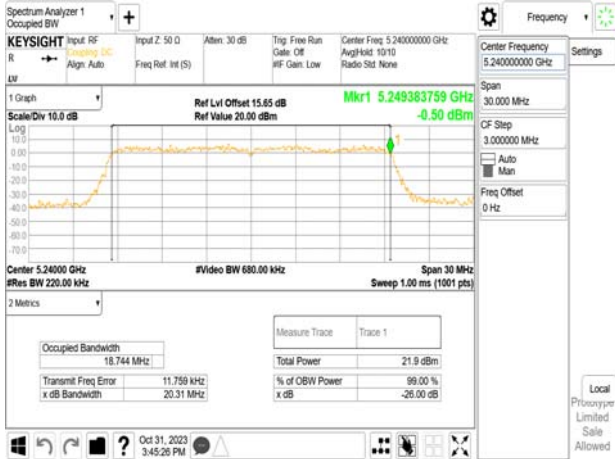 Spectrum Analyzer 1
Occupied BW
Frequency
KEYSIGHT
R
Input: RF
Coupling: DC
Align: Auto
Input Z: 50 Ω
Freq Ref: Int (S)
Atten: 30 dB
Trig: Free Run
Gate: Off
#IF Gain: Low
Center Freq: 5.240000000 GHz
Avg|Hold: 10/10
Radio Std: None
1 Graph
Scale/Div 10.0 dB
Ref Lvl Offset 15.65 dB
Ref Value 20.00 dBm
Mkr1 5.249383759 GHz
-0.50 dBm
Log
10.0
0.00
-10.0
-20.0
-30.0
-40.0
-50.0
-60.0
-70.0
1
Center 5.24000 GHz
#Res BW 220.00 kHz
#Video BW 680.00 kHz
Span 30 MHz
Sweep 1.00 ms (1001 pts)
2 Metrics
Occupied Bandwidth
18.744 MHz
Transmit Freq Error 11.759 kHz
x dB Bandwidth 20.31 MHz
Measure Trace Trace 1
Total Power 21.9 dBm
% of OBW Power 99.00 %
x dB -26.00 dB
Oct 31, 2023
3:45:26 PM
Center Frequency
5.240000000 GHz
Span
30.000 MHz
CF Step
3.000000 MHz
Auto
Man
Freq Offset
0 Hz
Settings
Local
Prototype
Limited
Sale
Allowed